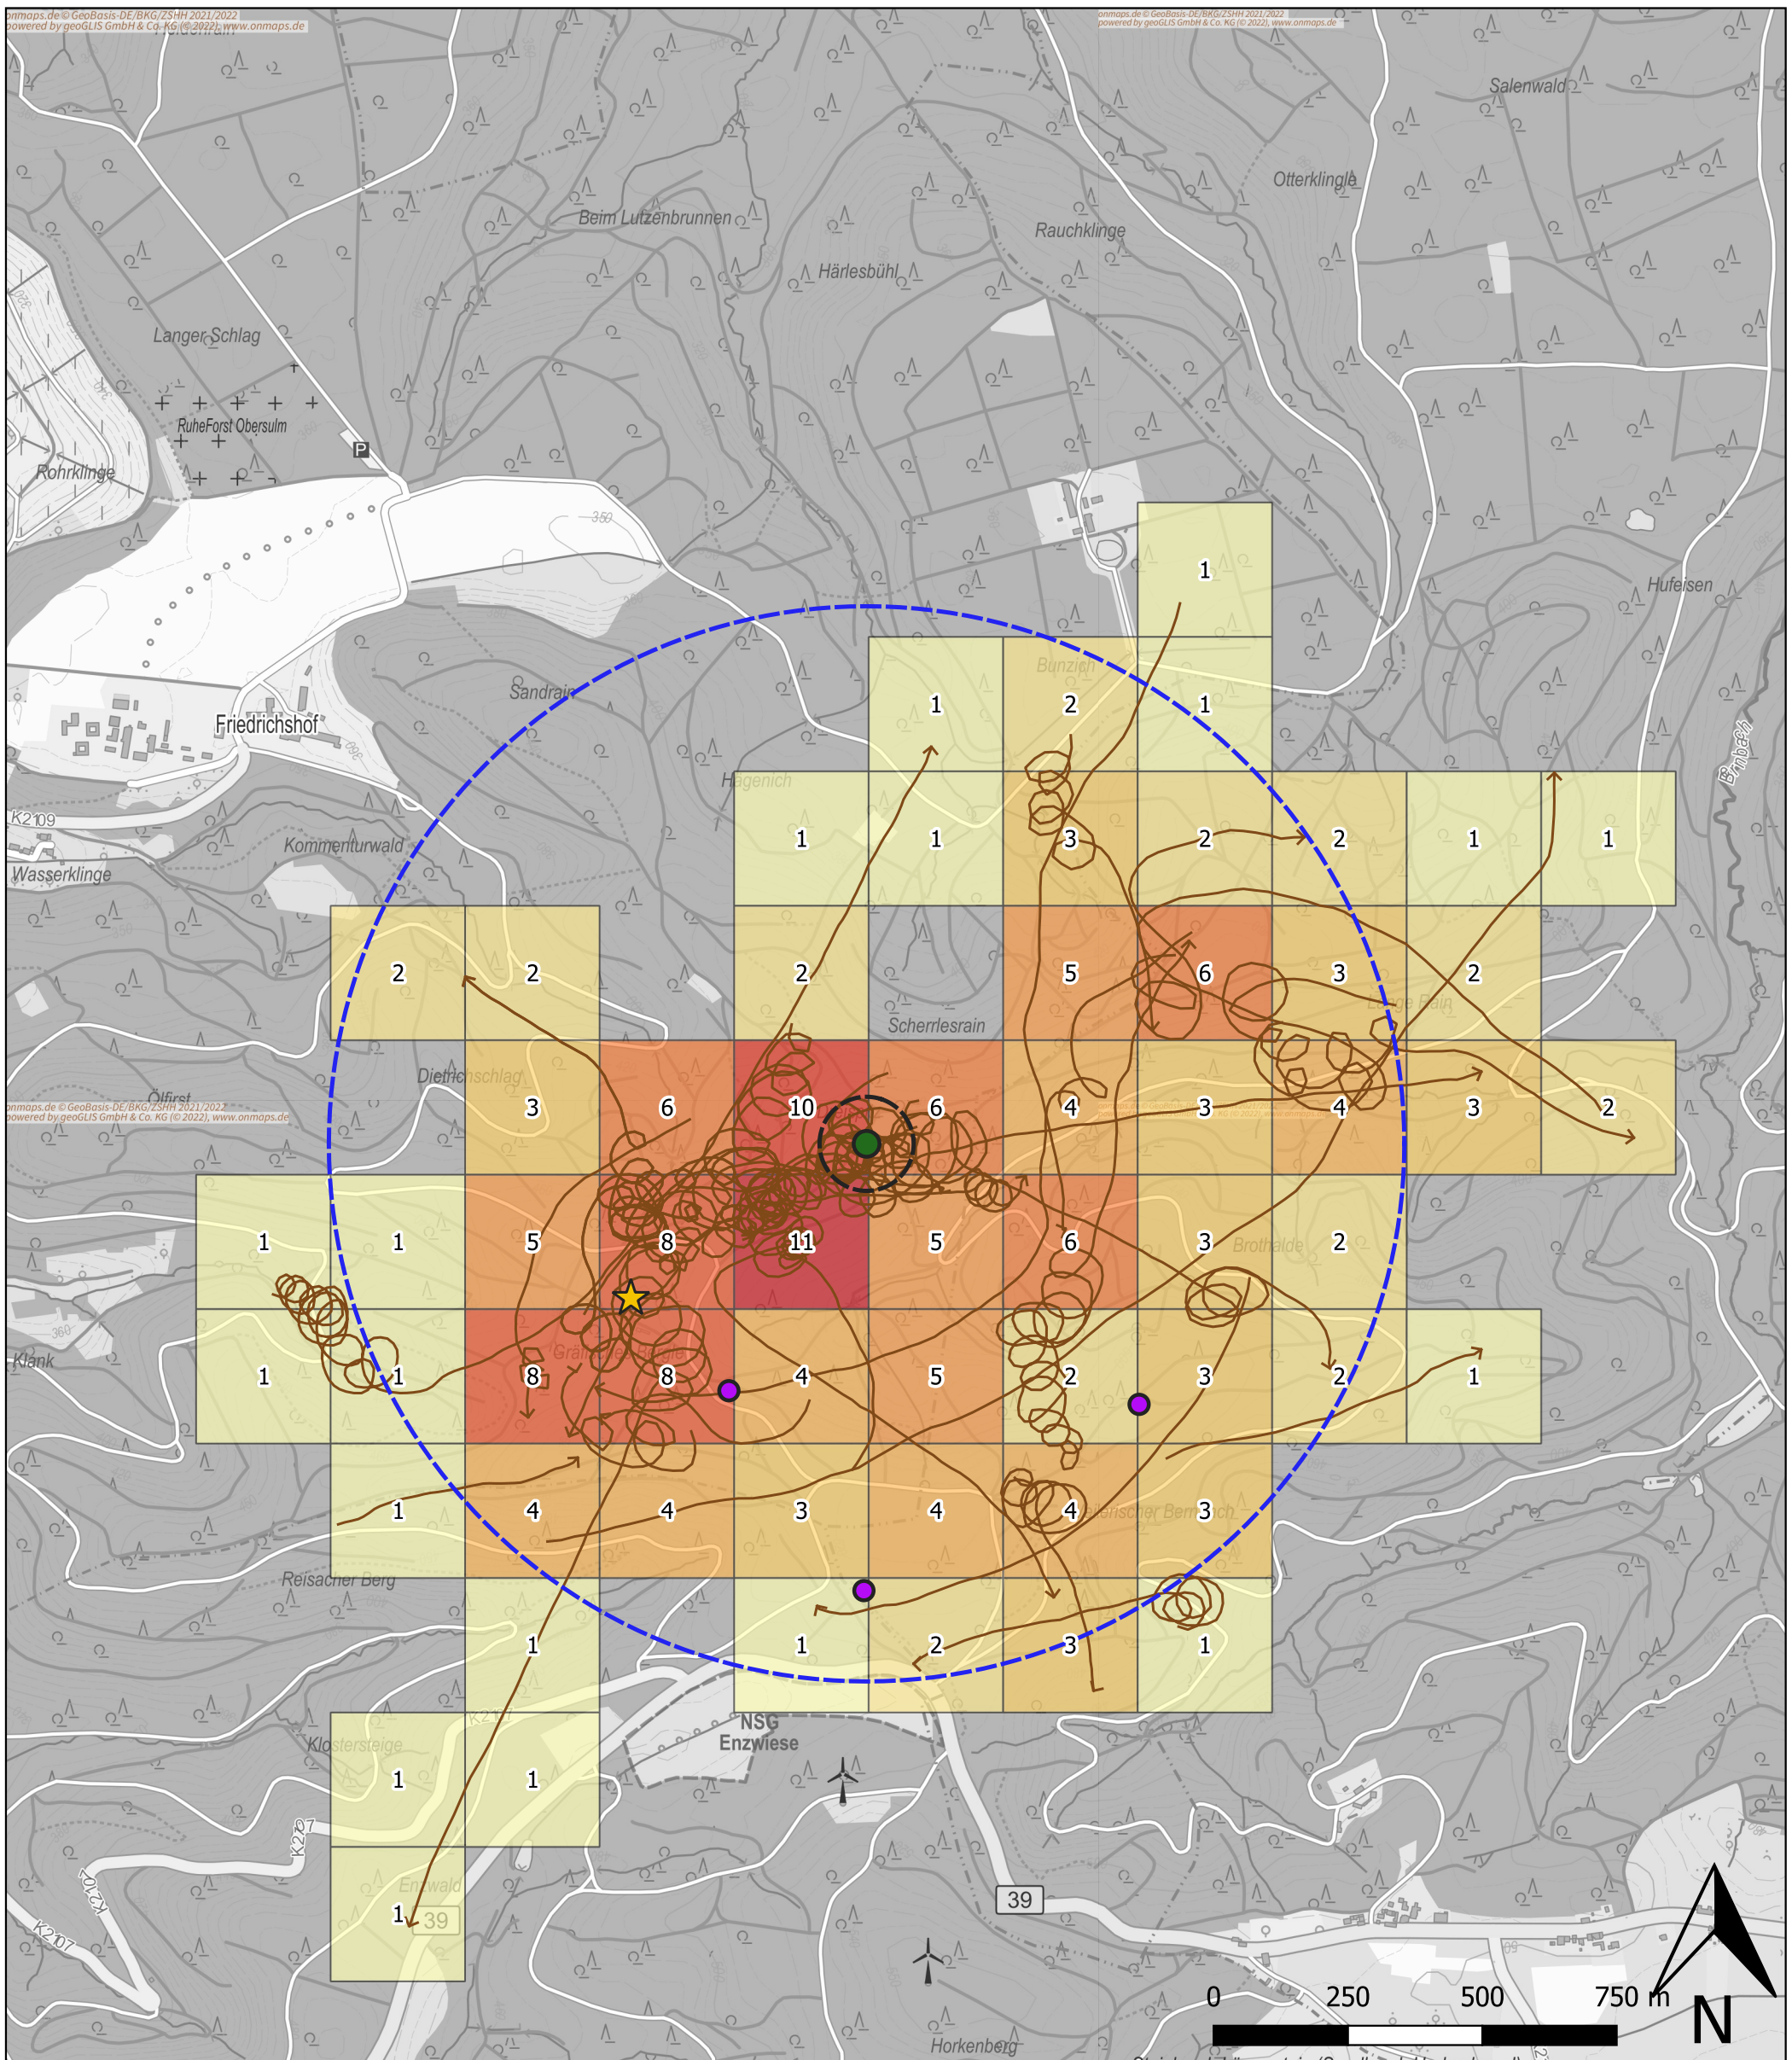 onmaps.de © GeoBasis-DE/BKG/ZSHH 2021/2022
powered by geoGLIS GmbH & Co. KG (© 2022), www.onmaps.de
onmaps.de © GeoBasis-DE/BKG/ZSHH 2021/2022
powered by geoGLIS GmbH & Co. KG (© 2022), www.onmaps.de
Salenwald
Otterklingle
Beim Lutzenbrunnen
Rauchklinge
Härlesbühl
Langer Schlag
RuheForst Obersulm
P
Rohrklinge
350
1
Hufeisen
Bunzich
Sandrain
1
2
1
Friedrichshof
Hagenich
K2109
1
1
3
2
2
1
1
Kommenturwald
Wasserklinge
2
2
2
5
6
3
2
Lange Rain
Scherrlesrain
Dietrichschlag
Ölfirst
onmaps.de © GeoBasis-DE/BKG/ZSHH 2021/2022
powered by geoGLIS GmbH & Co. KG (© 2022), www.onmaps.de
3
6
10
6
4
3
4
3
2
1
1
5
8
11
5
6
3
2
Brothalde
360
Klank
1
1
8
8
4
5
2
3
2
1
1
4
4
3
4
4
3
Reisacher Berg
1
1
2
3
1
NSG
Enzwiese
Klostersteige
1
1
K2107
K2107
K2107
Enzwald
1
39
39
0 250 500 750 m
N
Horkenberg